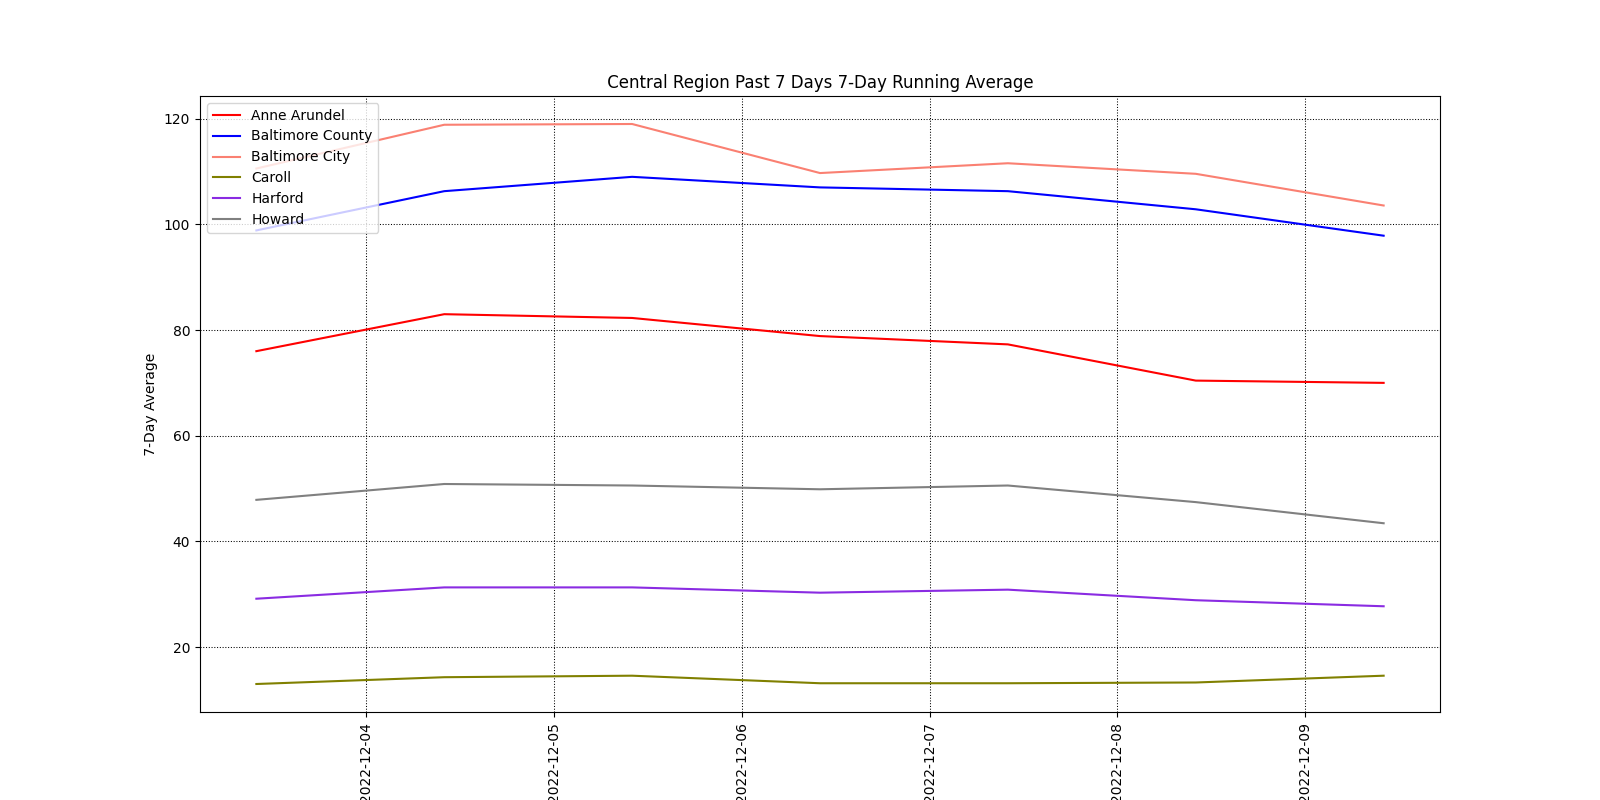 Central Region Past 7 Days 7-Day Running Average
Anne Arundel
Baltimore County
Baltimore City
Caroll
Harford
Howard
120
100
80
60
40
20
7-Day Average
2022-12-04
2022-12-05
2022-12-06
2022-12-07
2022-12-08
2022-12-09